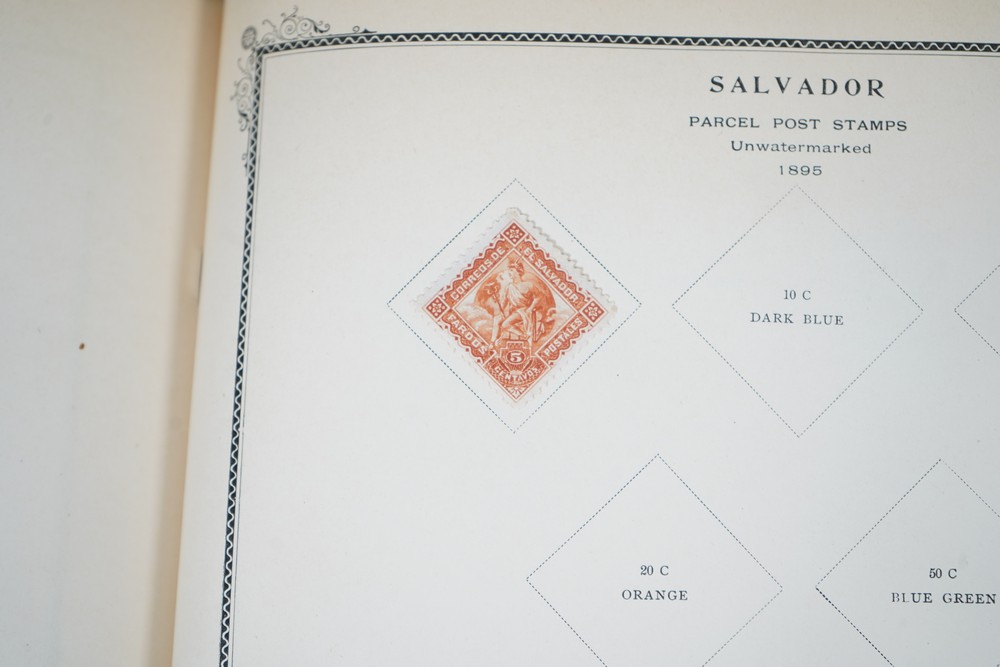 SALVADOR
PARCEL POST STAMPS
Unwatermarked
1895
CORREOS DE
EL SALVADOR
FARDOS
POSTALES
5
CENTAVOS
10 C
DARK BLUE
20 C
ORANGE
50 C
BLUE GREEN